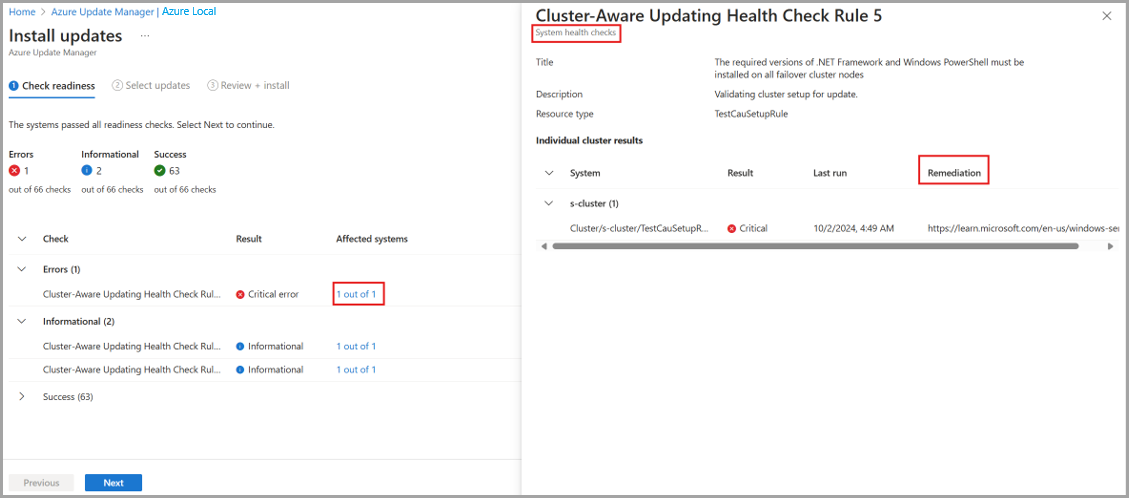 Home > Azure Update Manager | Azure Local
Install updates ...
Azure Update Manager
1 Check readiness 2 Select updates 3 Review + install
The systems passed all readiness checks. Select Next to continue.
Errors Informational Success
1 2 63
out of 66 checks out of 66 checks out of 66 checks
Check Result Affected systems
Errors (1)
Cluster-Aware Updating Health Check Rul... Critical error 1 out of 1
Informational (2)
Cluster-Aware Updating Health Check Rul... Informational 1 out of 1
Cluster-Aware Updating Health Check Rul... Informational 1 out of 1
Success (63)
Previous Next
Cluster-Aware Updating Health Check Rule 5
System health checks
Title The required versions of .NET Framework and Windows PowerShell must be
installed on all failover cluster nodes
Description Validating cluster setup for update.
Resource type TestCauSetupRule
Individual cluster results
System Result Last run Remediation
s-cluster (1)
Cluster/s-cluster/TestCauSetupR... Critical 10/2/2024, 4:49 AM https://learn.microsoft.com/en-us/windows-ser